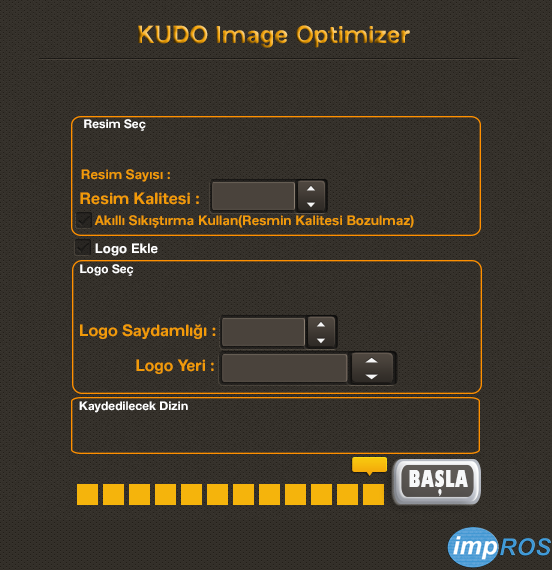 KUDO Image Optimizer
Resim Seç
Resim Sayısı :
Resim Kalitesi :
Akıllı Sıkıştırma Kullan(Resmin Kalitesi Bozulmaz)
Logo Ekle
Logo Seç
Logo Saydamlığı :
Logo Yeri :
Kaydedilecek Dizin
BAŞLA
impROS